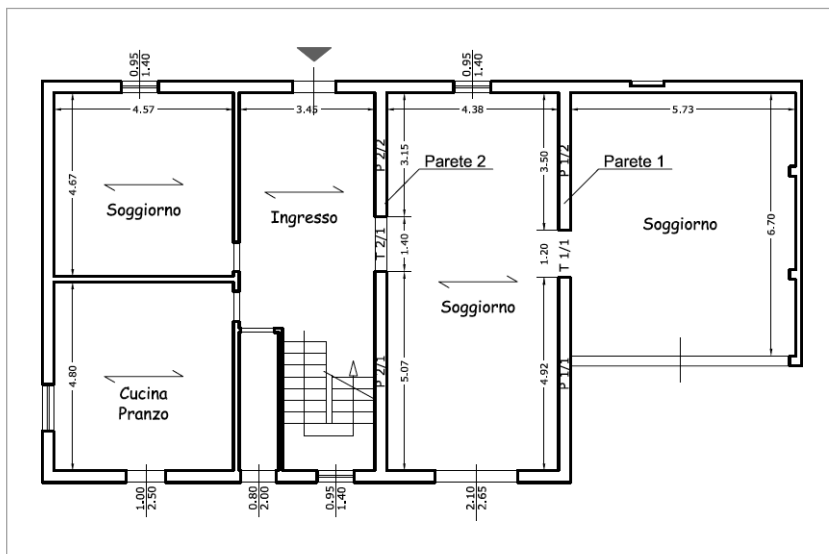 0.95
1.40
0.95
1.40
4.57
3.45
4.38
5.73
4.67
Soggiorno
Ingresso
P 2/2
3.15
Parete 2
3.50
P 1/2
Parete 1
Soggiorno
6.70
T 2/1
1.40
1.20
T 1/1
Soggiorno
4.80
Cucina
Pranzo
P 2/1
5.07
4.92
P 1/1
1.00
2.50
0.80
2.00
0.95
1.40
2.10
2.65